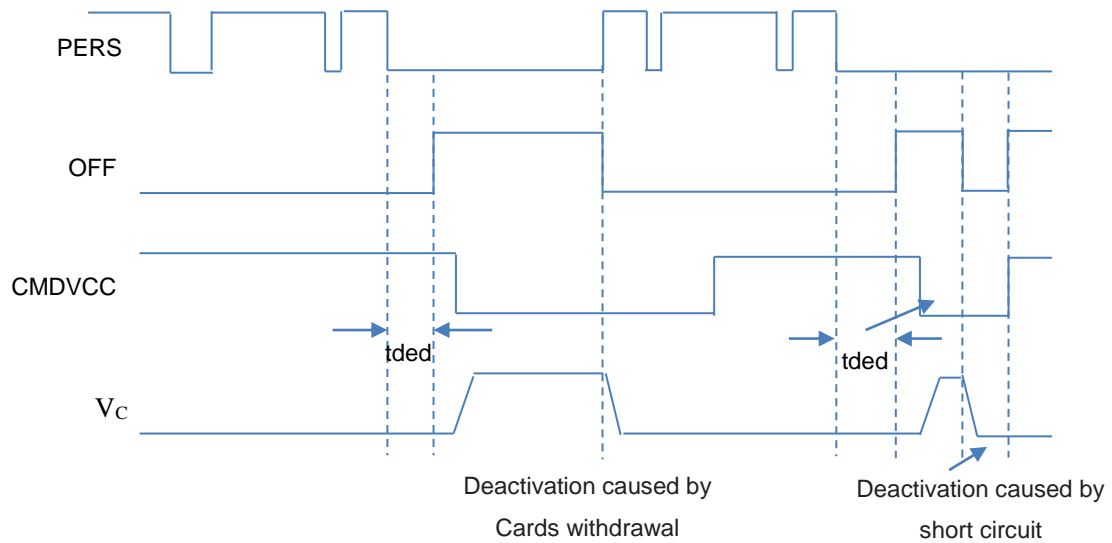 PERS
OFF
CMDVCC
tded
tded
VC
Deactivation caused by
Cards withdrawal
Deactivation caused by
short circuit